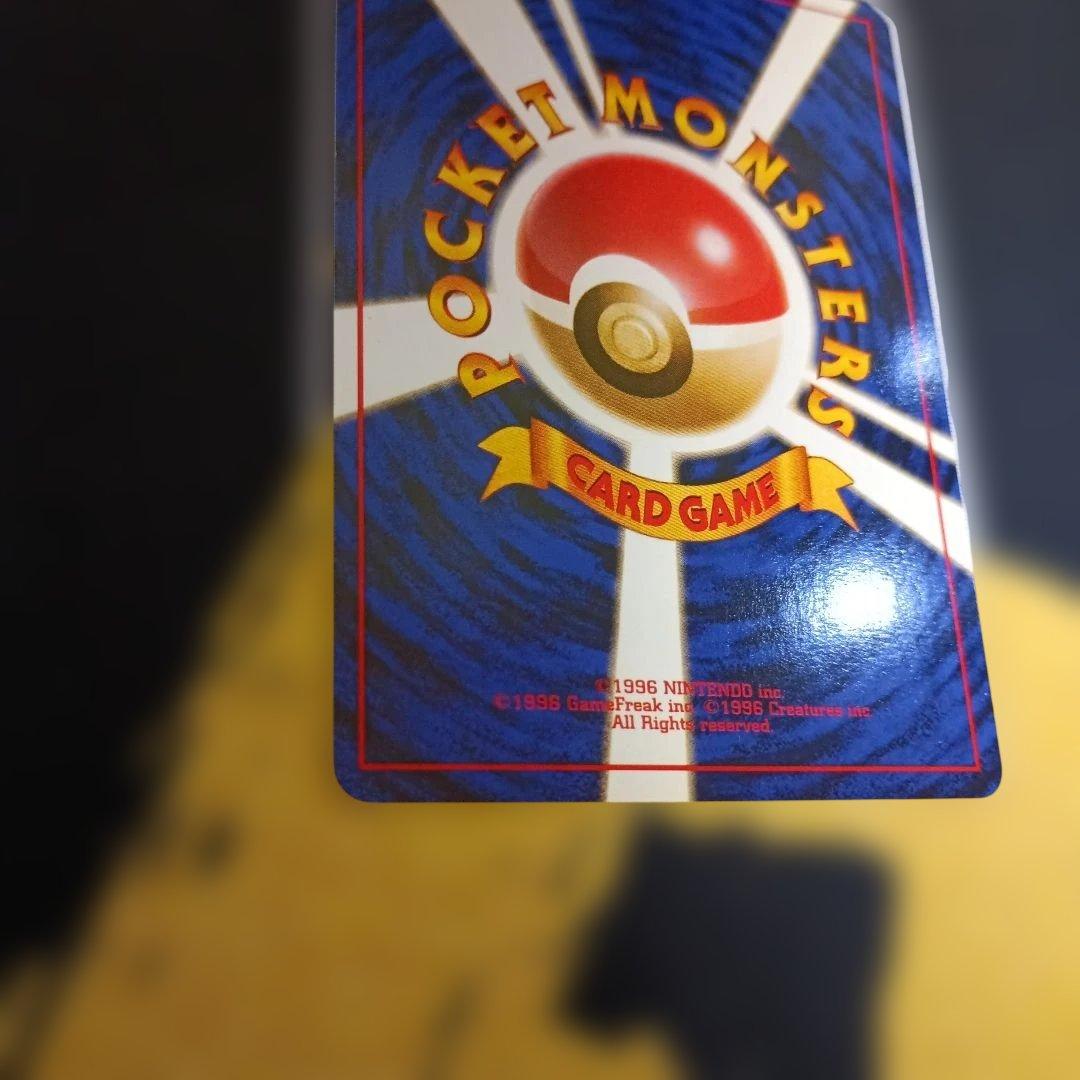 POCKET MONSTERS
CARD GAME
©1996 NINTENDO inc.
©1996 GameFreak inc. ©1996 Creatures inc.
All Rights reserved.